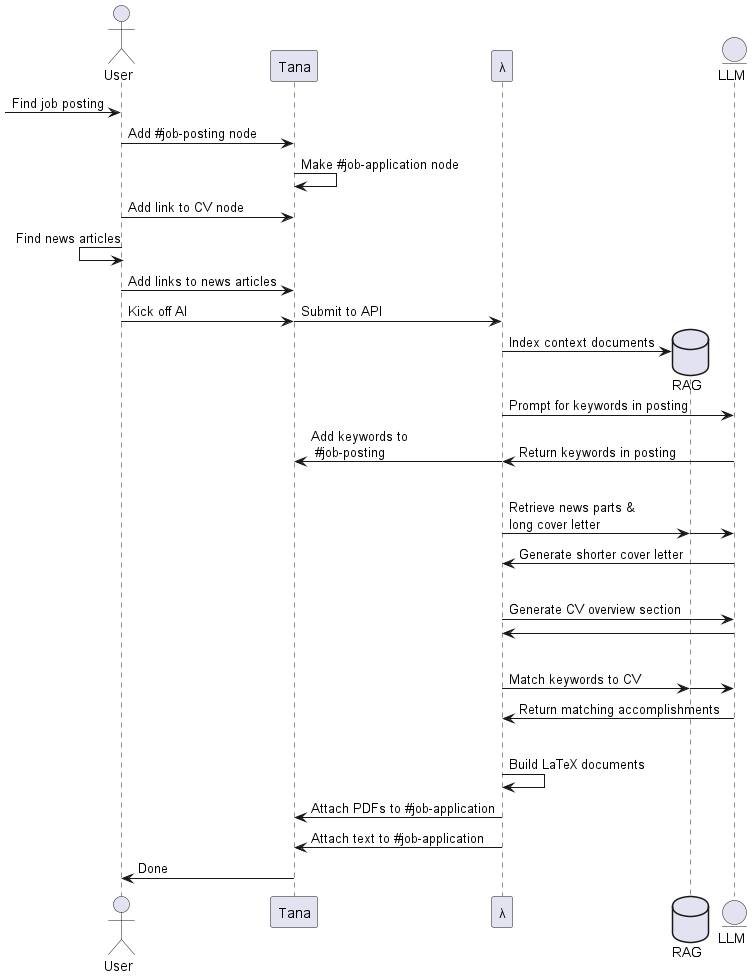 User
Tana
λ
LLM
Find job posting
Add #job-posting node
Make #job-application node
Add link to CV node
Find news articles
Add links to news articles
Kick off AI
Submit to API
Index context documents
RAG
Prompt for keywords in posting
Add keywords to
#job-posting
Return keywords in posting
Retrieve news parts &
long cover letter
Generate shorter cover letter
Generate CV overview section
Match keywords to CV
Return matching accomplishments
Build LaTeX documents
Attach PDFs to #job-application
Attach text to #job-application
Done
User
Tana
λ
RAG
LLM